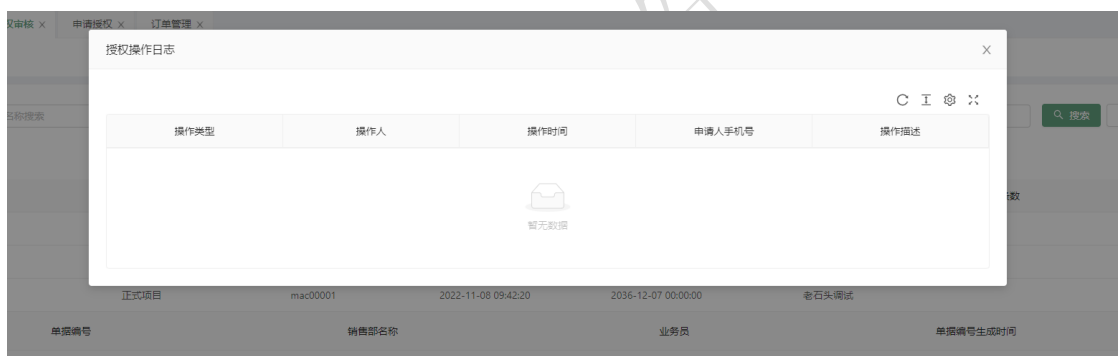 权审核 × 申请授权 × 订单管理 ×
授权操作日志
名称搜索
搜索
操作类型 操作人 操作时间 申请人手机号 操作描述
数
暂无数据
正式项目 mac00001 2022-11-08 09:42:20 2036-12-07 00:00:00 老石头调试
单据编号 销售部名称 业务员 单据编号生成时间